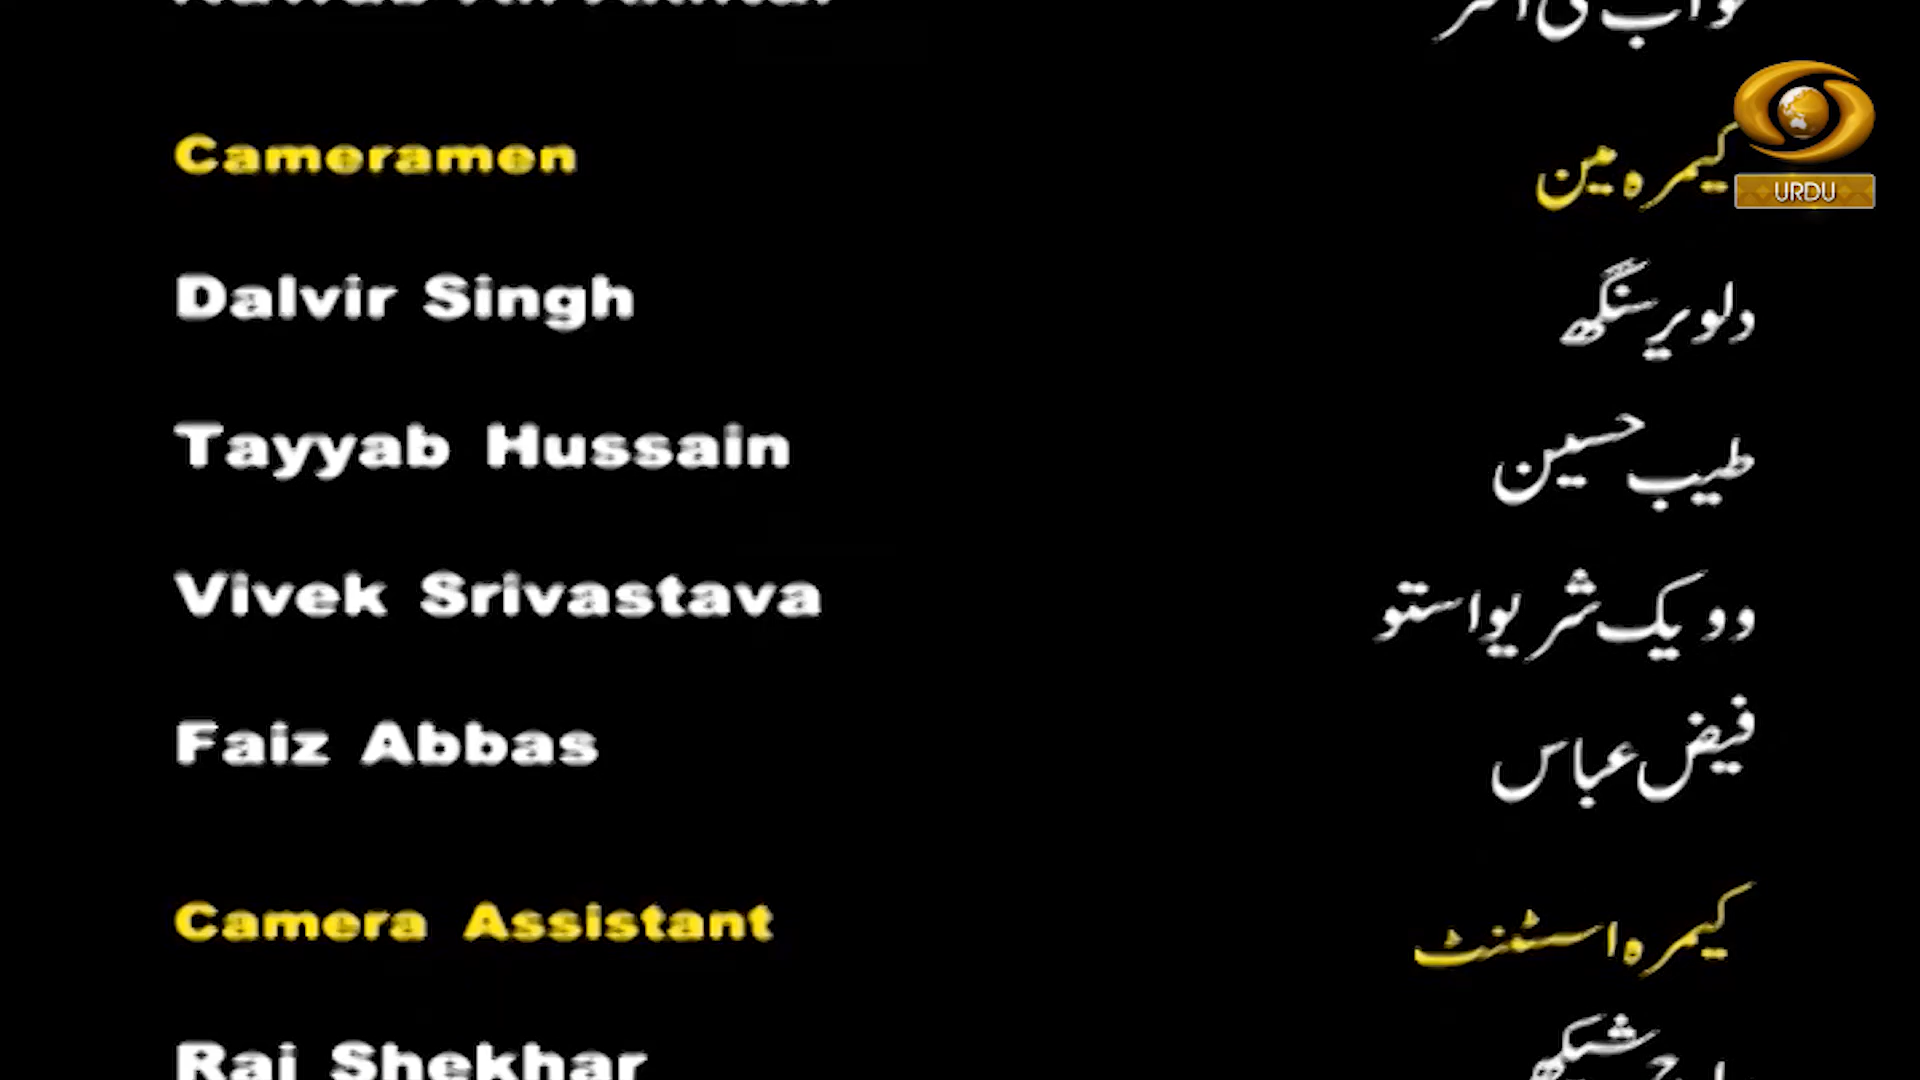 Cameramen کیمرہ مین
URDU
Dalvir Singh دلویر سنگھ
Tayyab Hussain طیب حسین
Vivek Srivastava وویک شریواستو
Faiz Abbas فیض عباس
Camera Assistant کیمرہ اسٹنٹ
Raj Shekhar